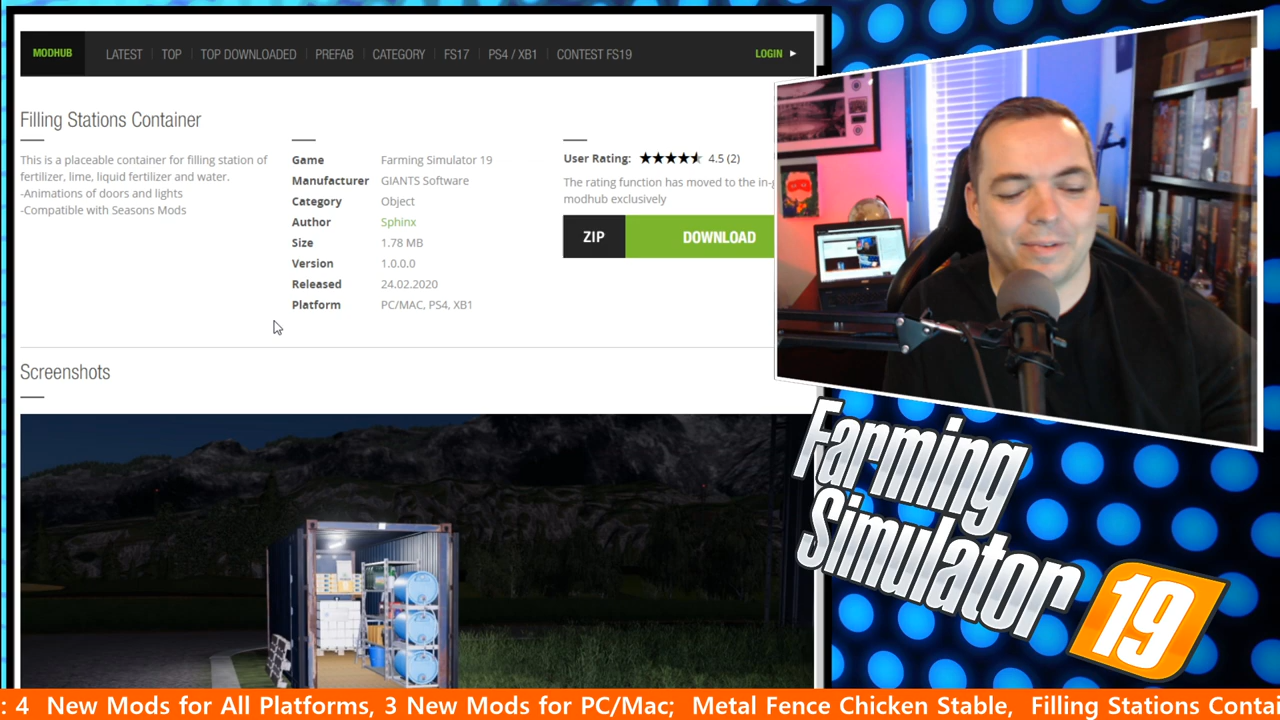 MODHUB LATEST TOP TOP DOWNLOADED PREFAB CATEGORY FS17 PS4 / XB1 CONTEST FS19 LOGIN
Filling Stations Container
This is a placeable container for filling station of
fertilizer, lime, liquid fertilizer and water.
-Animations of doors and lights
-Compatible with Seasons Mods
Game Farming Simulator 19
Manufacturer GIANTS Software
Category Object
Author Sphinx
Size 1.78 MB
Version 1.0.0.0
Released 24.02.2020
Platform PC/MAC, PS4, XB1
User Rating: 4.5 (2)
The rating function has moved to the in-g
modhub exclusively
ZIP DOWNLOAD
Screenshots
Farming
Simulator 19
: 4 New Mods for All Platforms, 3 New Mods for PC/Mac; Metal Fence Chicken Stable, Filling Stations Conta